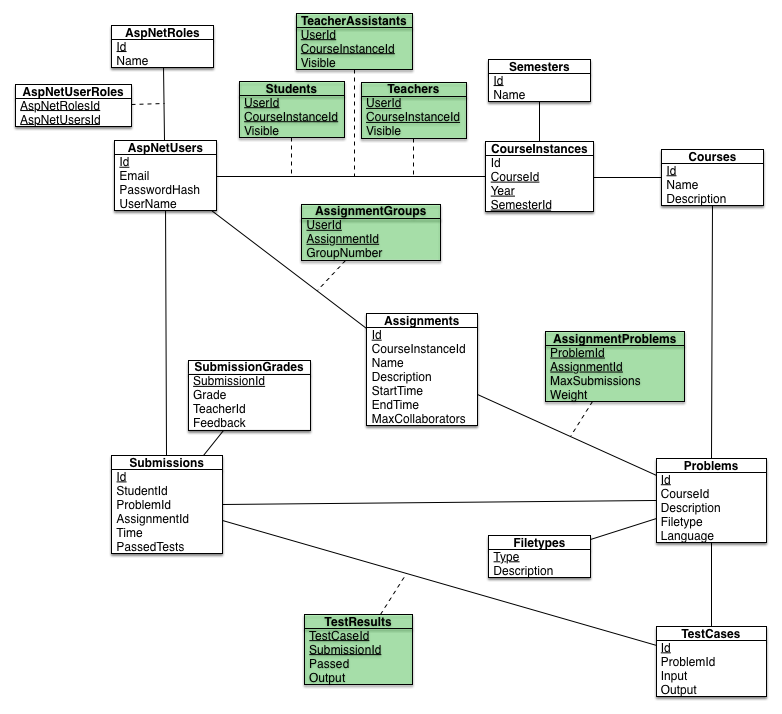 TeacherAssistants
UserId
CourseInstanceId
Visible
AspNetRoles
Id
Name
AspNetUserRoles
AspNetRolesId
AspNetUsersId
Students
UserId
CourseInstanceId
Visible
Teachers
UserId
CourseInstanceId
Visible
Semesters
Id
Name
AspNetUsers
Id
Email
PasswordHash
UserName
CourseInstances
Id
CourseId
Year
SemesterId
Courses
Id
Name
Description
AssignmentGroups
UserId
AssignmentId
GroupNumber
Assignments
Id
CourseInstanceId
Name
Description
StartTime
EndTime
MaxCollaborators
AssignmentProblems
ProblemId
AssignmentId
MaxSubmissions
Weight
SubmissionGrades
SubmissionId
Grade
TeacherId
Feedback
Submissions
Id
StudentId
ProblemId
AssignmentId
Time
PassedTests
Problems
Id
CourseId
Description
Filetype
Language
Filetypes
Type
Description
TestResults
TestCaseId
SubmissionId
Passed
Output
TestCases
Id
ProblemId
Input
Output